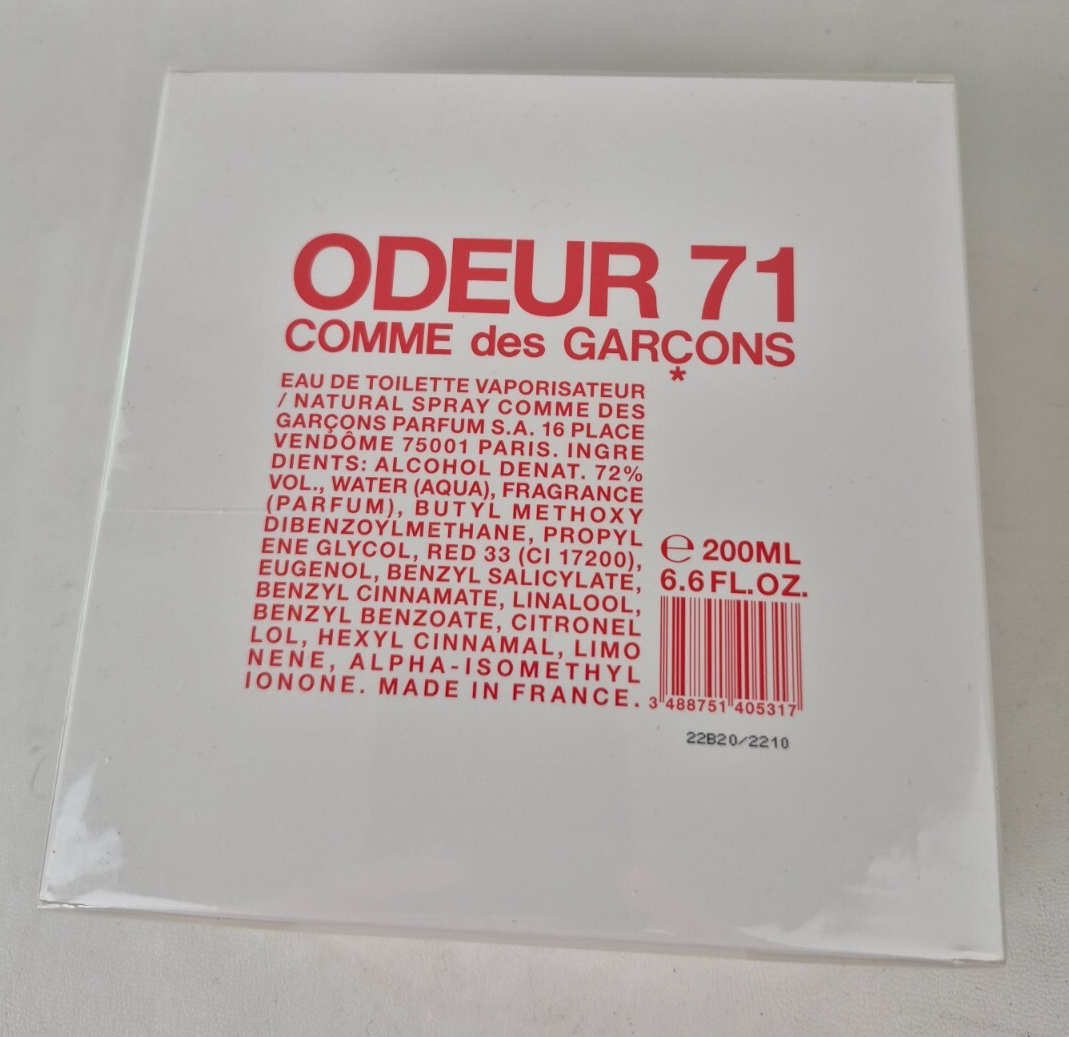 ODEUR 71
COMME des GARÇONS
*
EAU DE TOILETTE VAPORISATEUR
/ NATURAL SPRAY COMME DES
GARÇONS PARFUM S.A. 16 PLACE
VENDÔME 75001 PARIS. INGRE
DIENTS: ALCOHOL DENAT. 72%
VOL., WATER (AQUA), FRAGRANCE
(PARFUM), BUTYL METHOXY
DIBENZOYLMETHANE, PROPYL
ENE GLYCOL, RED 33 (CI 17200),
EUGENOL, BENZYL SALICYLATE,
BENZYL CINNAMATE, LINALOOL,
BENZYL BENZOATE, CITRONEL
LOL, HEXYL CINNAMAL, LIMO
NENE, ALPHA-ISOMETHYL
IONONE. MADE IN FRANCE.
℮ 200ML
6.6 FL.OZ.
3 488751 405317
22B20/2210